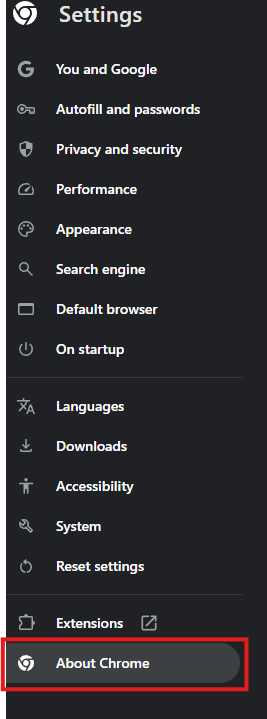 Settings
You and Google
Autofill and passwords
Privacy and security
Performance
Appearance
Search engine
Default browser
On startup
Languages
Downloads
Accessibility
System
Reset settings
Extensions
About Chrome